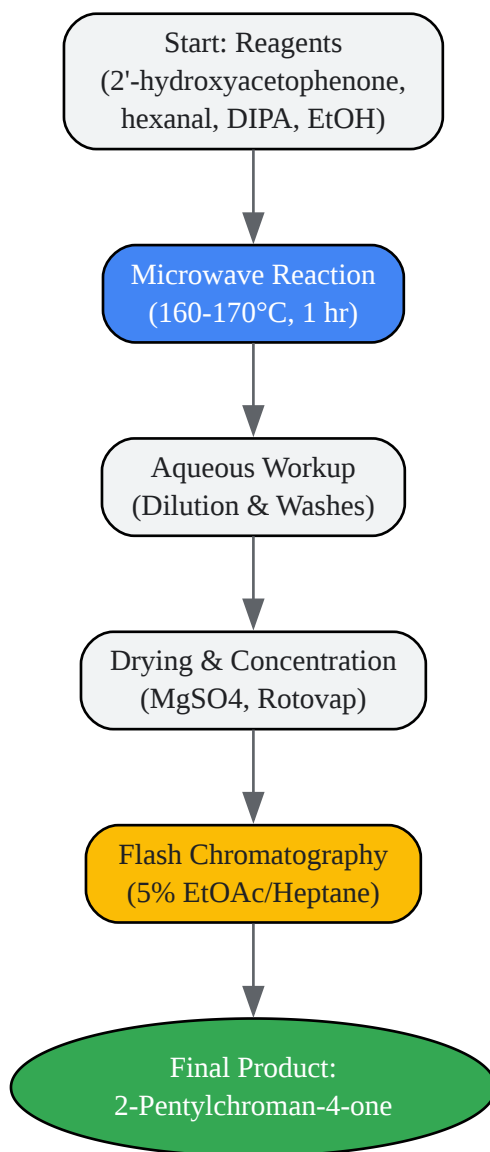 Start: Reagents
(2'-hydroxyacetophenone,
hexanal, DIPA, EtOH)
Microwave Reaction
(160-170°C, 1 hr)
Aqueous Workup
(Dilution & Washes)
Drying & Concentration
(MgSO4, Rotovap)
Flash Chromatography
(5% EtOAc/Heptane)
Final Product:
2-Pentylchroman-4-one